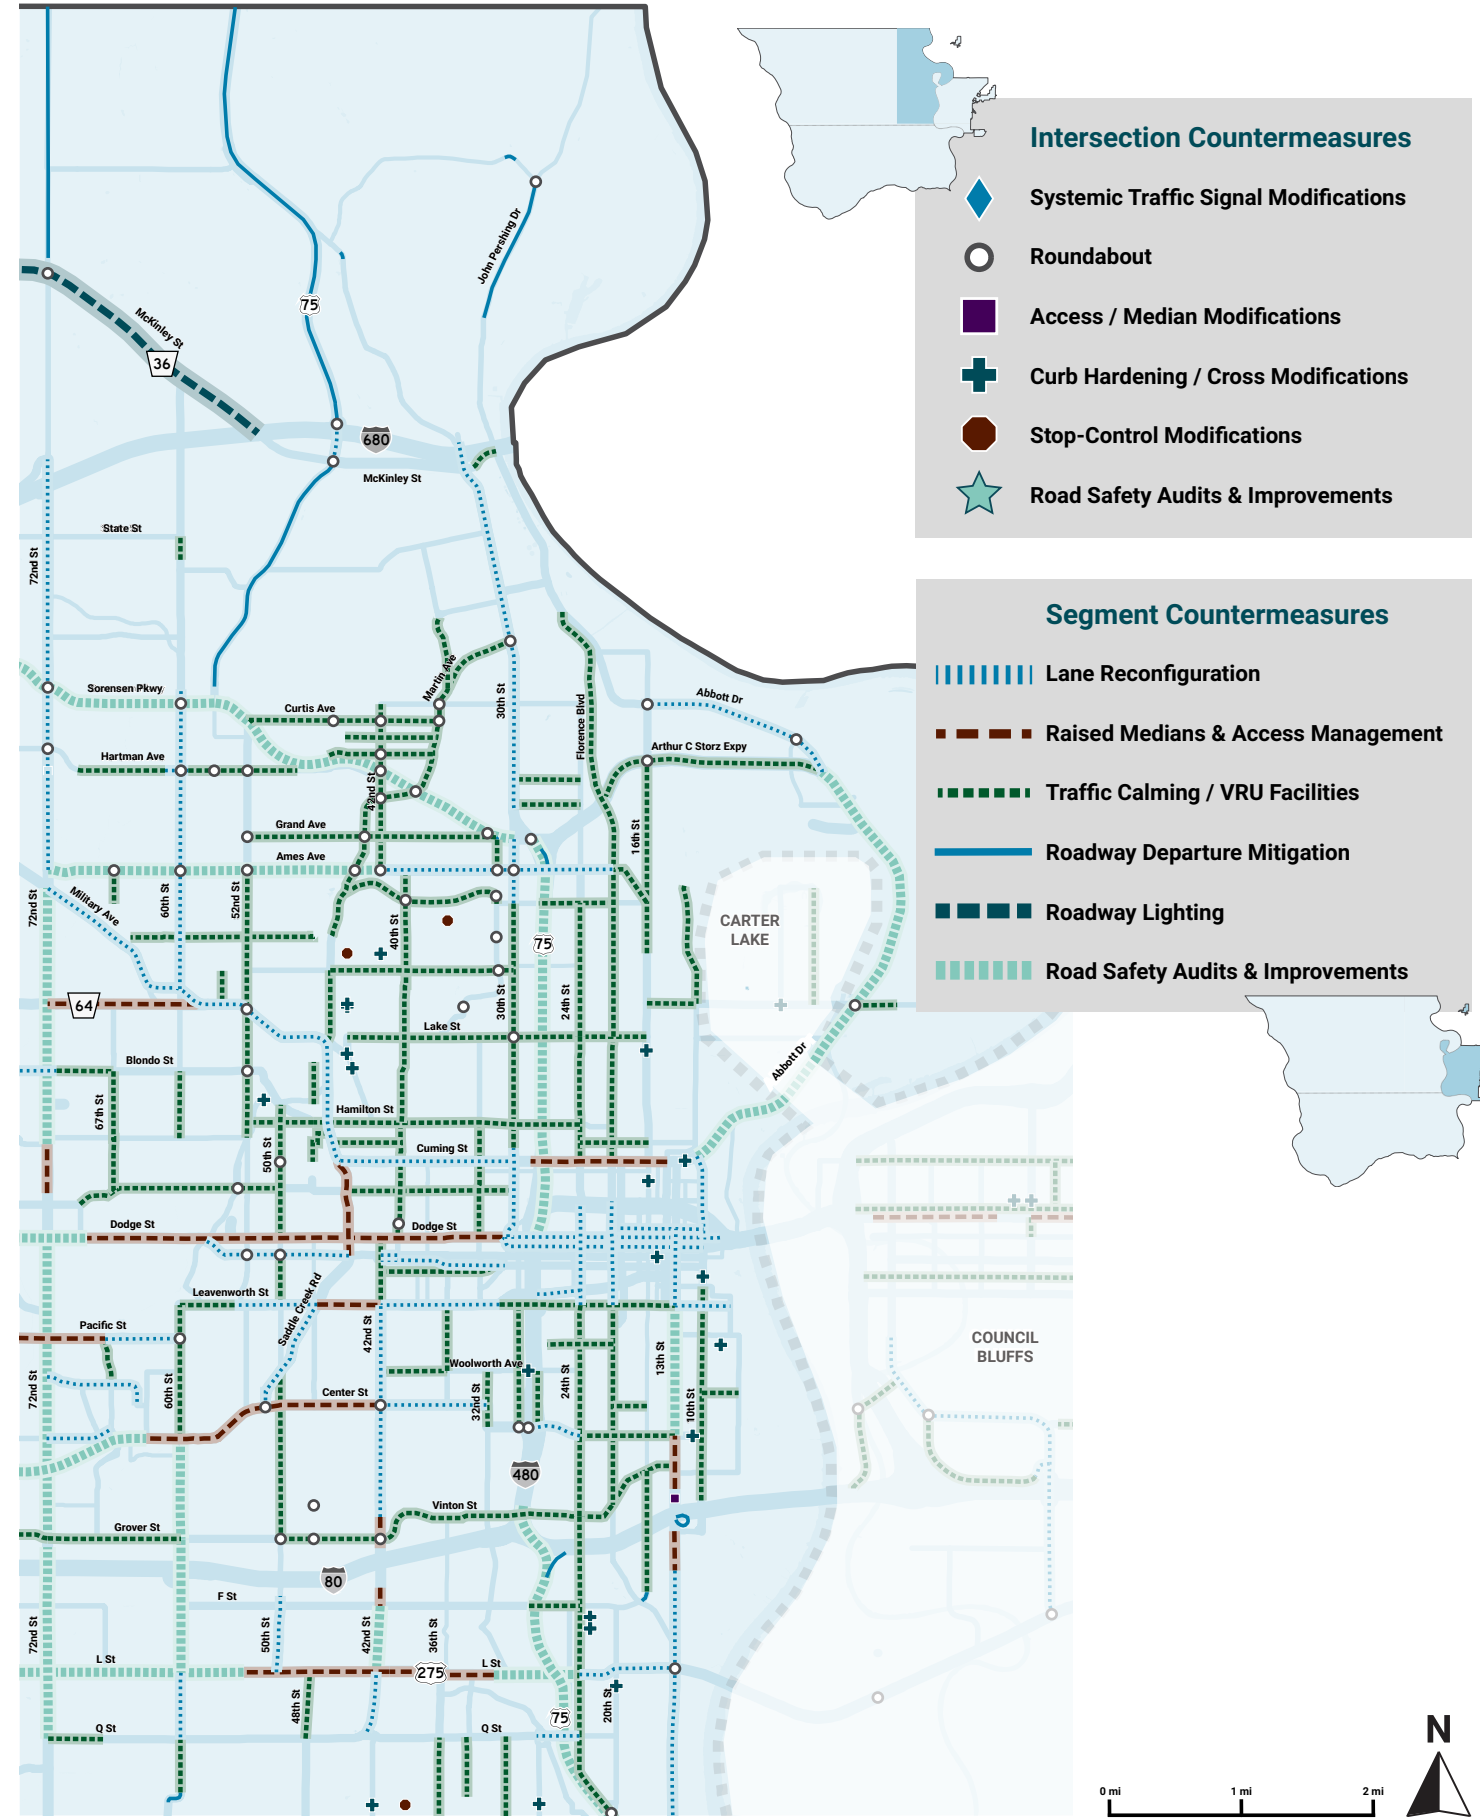 Intersection Countermeasures
Systemic Traffic Signal Modifications
Roundabout
Access / Median Modifications
Curb Hardening / Cross Modifications
Stop-Control Modifications
Road Safety Audits & Improvements
Segment Countermeasures
Lane Reconfiguration
Raised Medians & Access Management
Traffic Calming / VRU Facilities
Roadway Departure Mitigation
Roadway Lighting
Road Safety Audits & Improvements
John Pershing Dr
75
McKinley St
36
680
McKinley St
State St
72nd St
Martin Ave
Sorensen Pkwy
30th St
Abbott Dr
Curtis Ave
Florence Blvd
Arthur C Storz Expy
Hartman Ave
42nd St
Grand Ave
16th St
Ames Ave
72nd St
Military Ave
60th St
52nd St
40th St
CARTER
LAKE
75
64
30th St
24th St
Lake St
Abbott Dr
Blondo St
67th St
Hamilton St
50th St
Cuming St
Dodge St
Dodge St
Leavenworth St
Saddle Creek Rd
Pacific St
42nd St
COUNCIL
BLUFFS
13th St
Woolworth Ave
72nd St
60th St
Center St
32nd St
24th St
10th St
480
Vinton St
Grover St
80
F St
72nd St
50th St
42nd St
36th St
L St
275
L St
48th St
20th St
75
Q St
Q St
N
0 mi
1 mi
2 mi